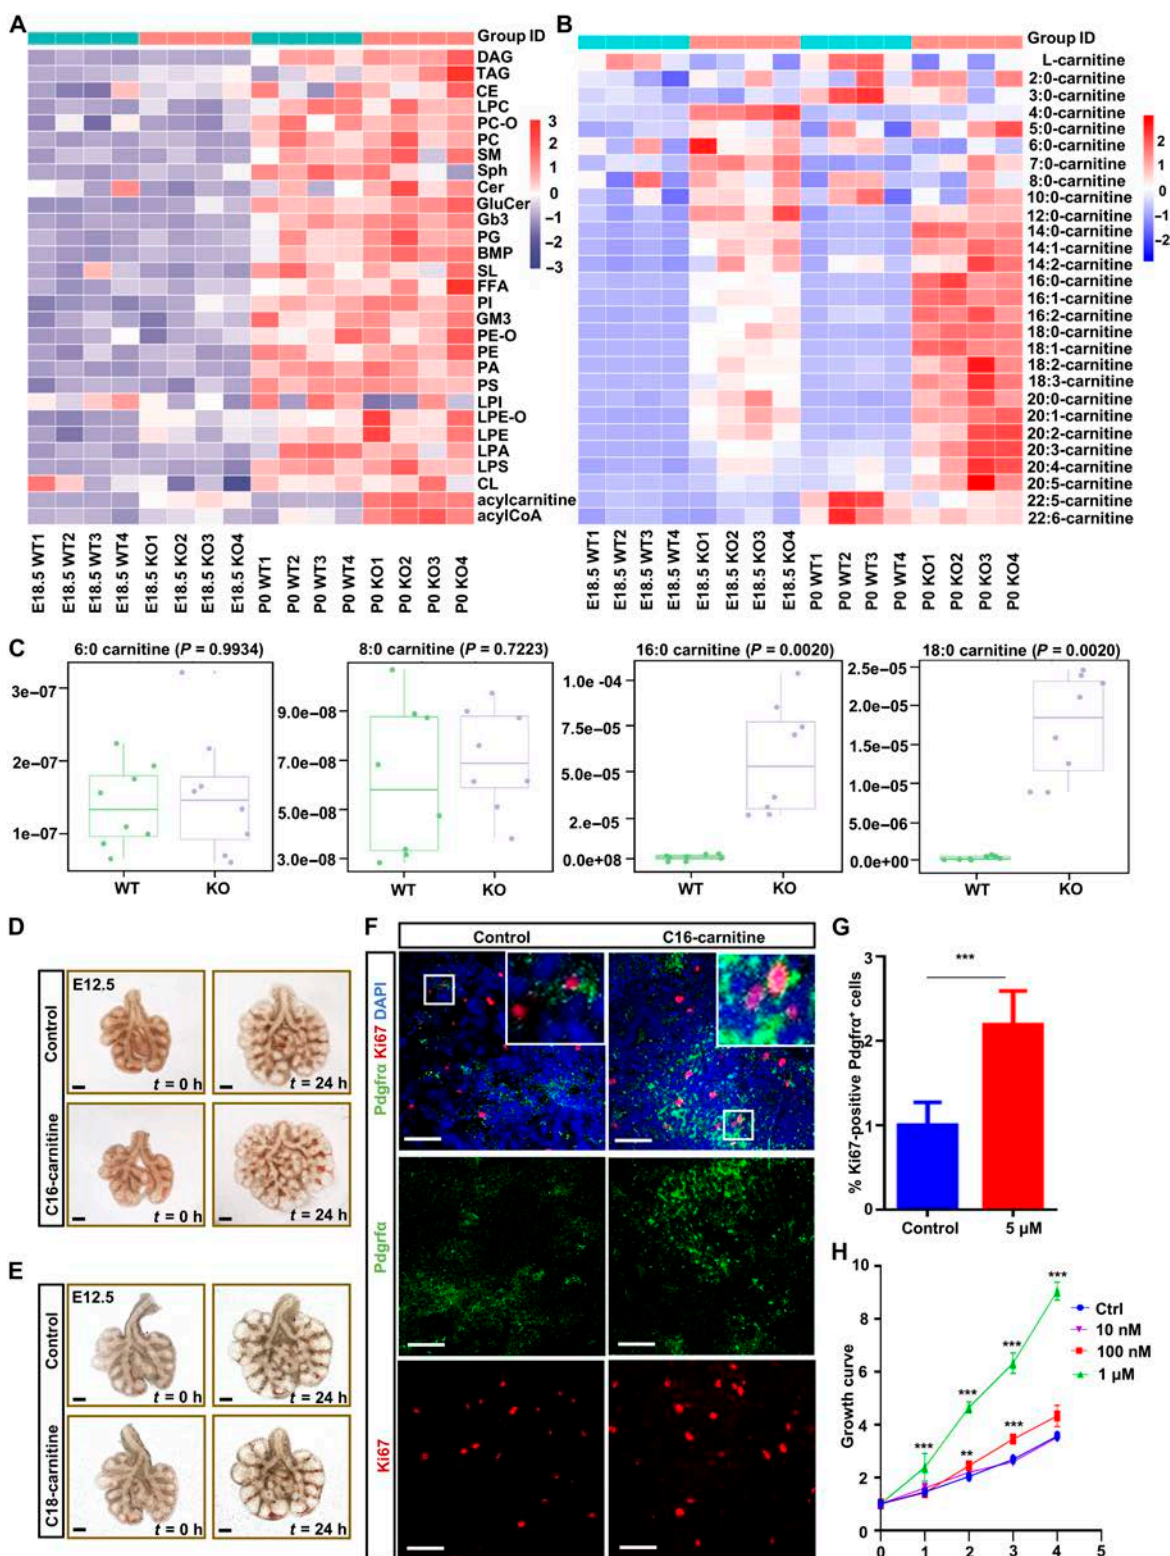 A
Group ID
DAG
TAG
CE
LPC
PC-O
PC
SM
Sph
Cer
GluCer
Gb3
PG
BMP
SL
FFA
PI
GM3
PE-O
PE
PA
PS
LPI
LPE-O
LPE
LPA
LPS
CL
acylcarnitine
acylCoA
3
2
1
0
−1
−2
−3
E18.5 WT1
E18.5 WT2
E18.5 WT3
E18.5 WT4
E18.5 KO1
E18.5 KO2
E18.5 KO3
E18.5 KO4
P0 WT1
P0 WT2
P0 WT3
P0 WT4
P0 KO1
P0 KO2
P0 KO3
P0 KO4
B
Group ID
L-carnitine
2:0-carnitine
3:0-carnitine
4:0-carnitine
5:0-carnitine
6:0-carnitine
7:0-carnitine
8:0-carnitine
10:0-carnitine
12:0-carnitine
14:0-carnitine
14:1-carnitine
14:2-carnitine
16:0-carnitine
16:1-carnitine
16:2-carnitine
18:0-carnitine
18:1-carnitine
18:2-carnitine
18:3-carnitine
20:0-carnitine
20:1-carnitine
20:2-carnitine
20:3-carnitine
20:4-carnitine
20:5-carnitine
22:5-carnitine
22:6-carnitine
2
1
0
−1
−2
E18.5 WT1
E18.5 WT2
E18.5 WT3
E18.5 WT4
E18.5 KO1
E18.5 KO2
E18.5 KO3
E18.5 KO4
P0 WT1
P0 WT2
P0 WT3
P0 WT4
P0 KO1
P0 KO2
P0 KO3
P0 KO4
C
6:0 carnitine (P = 0.9934)
3e−07
2e−07
1e−07
WT
KO
8:0 carnitine (P = 0.7223)
9.0e−08
7.0e−08
5.0e−08
3.0e−08
WT
KO
16:0 carnitine (P = 0.0020)
1.0e -04
7.5e-05
5.0e-05
2.e-05
0.0e+08
WT
KO
18:0 carnitine (P = 0.0020)
2.5e-05
2.0e-05
1.5e-05
1.0e-05
5.0e-06
0.0e+00
WT
KO
D
Control
E12.5
t = 0 h
t = 24 h
C16-carnitine
t = 0 h
t = 24 h
E
Control
E12.5
t = 0 h
t = 24 h
C18-carnitine
t = 0 h
t = 24 h
F
Control
C16-carnitine
Pdgfrα Ki67 DAPI
Pdgrfα
Ki67
G
% Ki67-positive Pdgfrα⁺ cells
3
2
1
0
***
Control
5 µM
H
Growth curve
10
8
6
4
2
0
0 1 2 3 4 5
***
***
**
***
***
***
Ctrl
10 nM
100 nM
1 µM